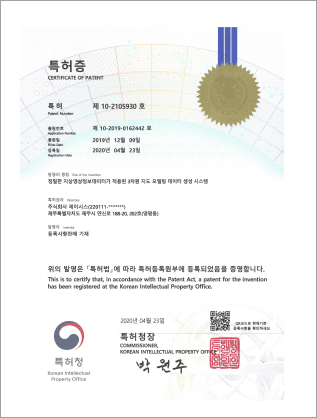 특허증
CERTIFICATE OF PATENT
특 허 제 10-2105930 호
Patent Number
출원번호 제 10-2019-0162442 호
Application Number
출원일 2019년 12월 09일
Filing Date
등록일 2020년 04월 23일
Registration Date
발명의 명칭 Title of the Invention
정밀한 지상영상정보데이터가 적용된 3차원 지도 모델링 데이터 생성 시스템
특허권자 Patentee
주식회사 제이시스(220111-*******)
제주특별자치도 제주시 연신로 188-20, 202호(영평동)
발명자 Inventor
등록사항란에 기재
위의 발명은 「특허법」에 따라 특허등록원부에 등록되었음을 증명합니다.
This is to certify that, in accordance with the Patent Act, a patent for the invention
has been registered at the Korean Intellectual Property Office.
2020년 04월 23일
QR코드로 현재기준
등록사항을 확인하세요
특허청장
COMMISSIONER,
KOREAN INTELLECTUAL PROPERTY OFFICE
박원주
특허청
Korean Intellectual
Property Office